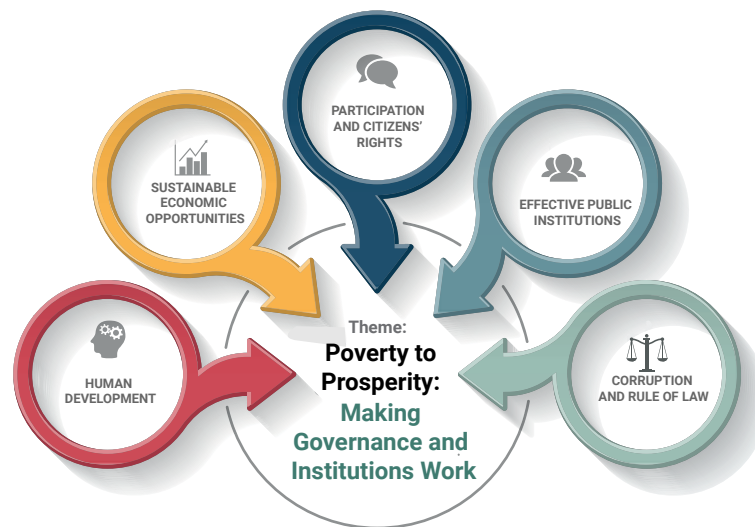 PARTICIPATION
AND CITIZENS'
RIGHTS
SUSTAINABLE
ECONOMIC
OPPORTUNITIES
EFFECTIVE PUBLIC
INSTITUTIONS
HUMAN
DEVELOPMENT
CORRUPTION
AND RULE OF LAW
Theme:
Poverty to
Prosperity:
Making
Governance and
Institutions Work